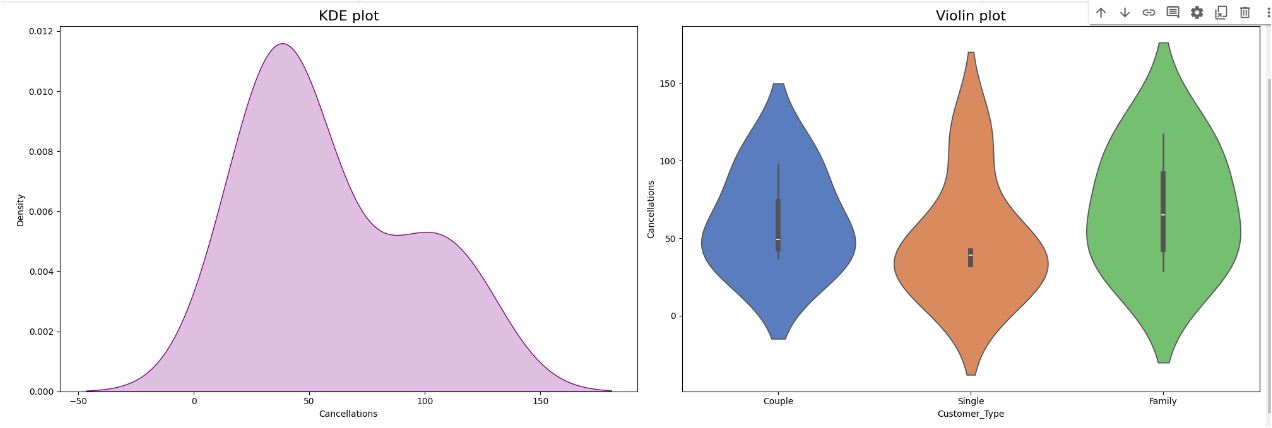 KDE plot
0.012
0.010
0.008
0.006
0.004
0.002
0.000
Density
−50
0
50
100
150
Cancellations
Violin plot
150
100
50
0
Cancellations
Couple
Single
Family
Customer_Type